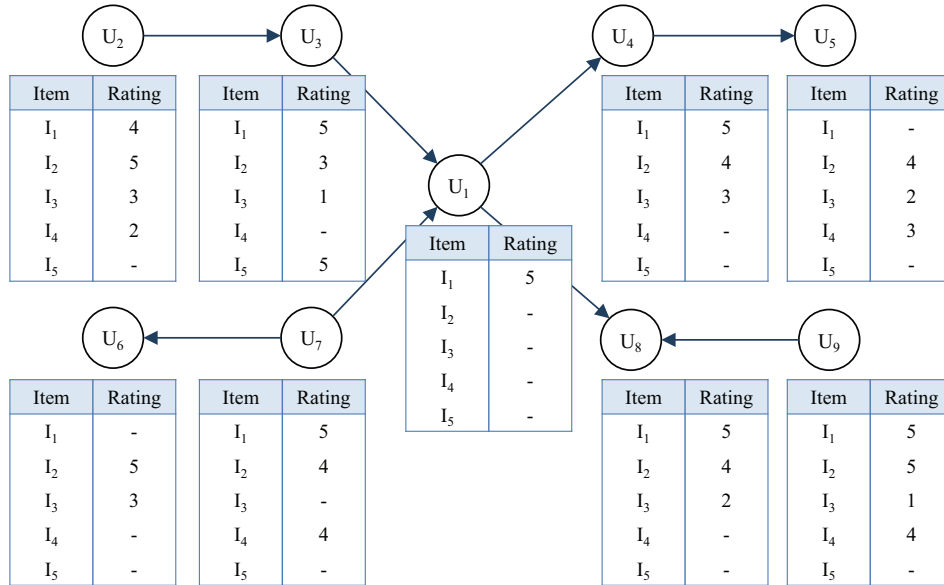 U2 U3 U4 U5
Item Rating Item Rating Item Rating Item Rating
I1 4 I1 5 I1 5 I1 -
I2 5 I2 3 I2 4 I2 4
I3 3 I3 1 I3 3 I3 2
I4 2 I4 - I4 - I4 3
I5 - I5 5 I5 - I5 -
U1
Item Rating
I1 5
I2 -
I3 -
I4 -
I5 -
U6 U7 U8 U9
Item Rating Item Rating Item Rating Item Rating
I1 - I1 5 I1 5 I1 5
I2 5 I2 4 I2 4 I2 5
I3 3 I3 - I3 2 I3 1
I4 - I4 4 I4 - I4 4
I5 - I5 - I5 - I5 -